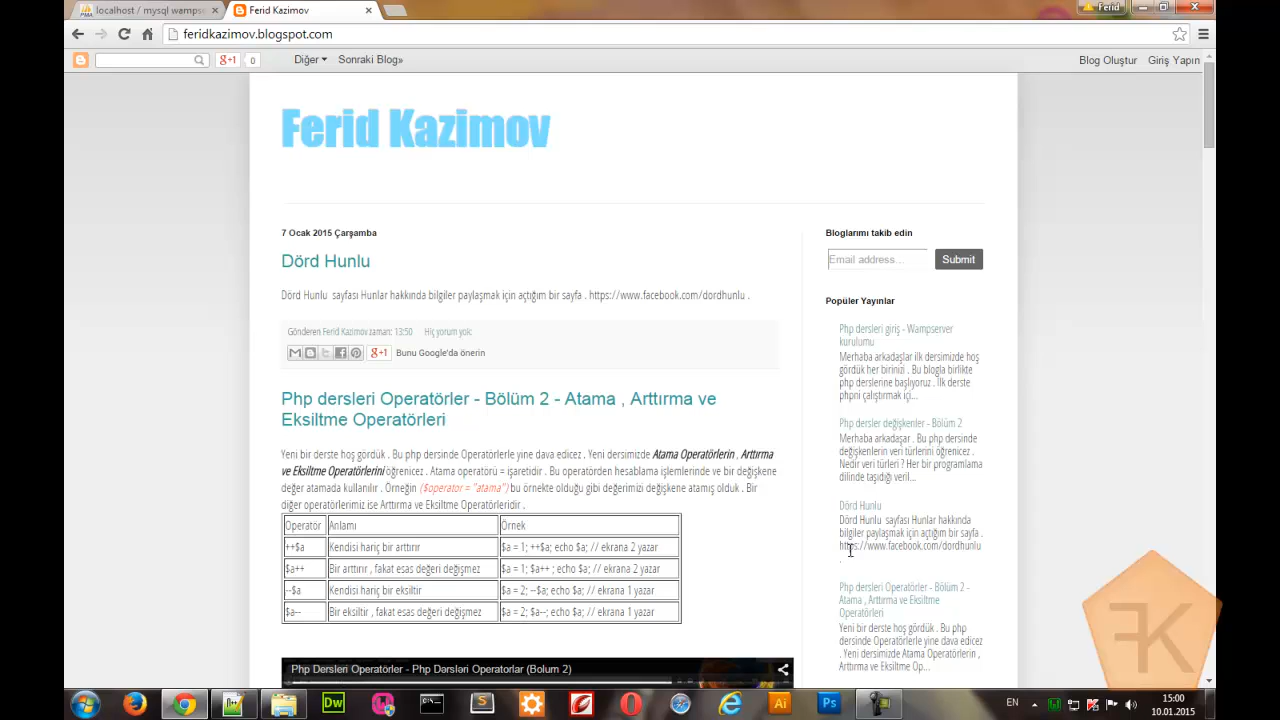 localhost / mysql wampse
Ferid Kazimov
Ferid
feridkazimov.blogspot.com
g+1
0
Diğer
Sonraki Blog»
Blog Oluştur
Giriş Yapın
Ferid Kazimov
7 Ocak 2015 Çarşamba
Dörd Hunlu
Dörd Hunlu sayfası Hunlar hakkında bilgiler paylaşmak için açtığım bir sayfa . https://www.facebook.com/dordhunlu .
Gönderen Ferid Kazimov zaman: 13:50 Hiç yorum yok:
g+1 Bunu Google'da önerin
Php dersleri Operatörler - Bölüm 2 - Atama , Arttırma ve
Eksiltme Operatörleri
Yeni bir derste hoş gördük . Bu php dersinde Operatörlerle yine dava edicez . Yeni dersimizde Atama Operatörlerin , Arttırma
ve Eksiltme Operatörlerini öğrenicez . Atama operatörü = işaretidir . Bu operatörden hesablama işlemlerinde ve bir değişkene
değer atamada kullanılır . Örneğin ($operator = "atama") bu örnekte olduğu gibi değerimizi değişkene atamış olduk . Bir
diğer operatörlerimiz ise Arttırma ve Eksiltme Operatörleridir .
Operatör Anlamı Örnek
++$a Kendisi hariç bir arttırır $a = 1; ++$a; echo $a; // ekrana 2 yazar
$a++ Bir arttırır , fakat esas değeri değişmez $a = 1; $a++ ; echo $a; // ekrana 2 yazar
--$a Kendisi hariç bir eksiltir $a = 2; --$a; echo $a; // ekrana 1 yazar
$a-- Bir eksiltir , fakat esas değeri değişmez $a = 2; $a--; echo $a; // ekrana 1 yazar
Php Dersleri Operatörler - Php Dərsləri Operatorlar (Bolum 2)
Bloglarımı takib edin
Email address...
Submit
Popüler Yayınlar
Php dersleri giriş - Wampserver
kurulumu
Merhaba arkadaşlar ilk dersimizde hoş
gördük her birinizi . Bu blogla birlikte
php derslerine başlıyoruz . İlk derste
phpni çalıştırmak içi...
Php dersler değişkenler - Bölüm 2
Merhaba arkadaşar . Bu php dersinde
değişkenlerin veri türlerini öğrenicez .
Nedir veri türleri ? Her bir programlama
dilinde taşıdığı veril...
Dörd Hunlu
Dörd Hunlu sayfası Hunlar hakkında
bilgiler paylaşmak için açtığım bir sayfa .
https://www.facebook.com/dordhunlu
.
Php dersleri Operatörler - Bölüm 2 -
Atama , Arttırma ve Eksiltme
Operatörleri
Yeni bir derste hoş gördük . Bu php
dersinde Operatörlerle yine dava edicez
. Yeni dersimizde Atama Operatörlerin ,
Arttırma ve Eksiltme Op...
FK
Dw
Ai
Ps
EN
15:00
10.01.2015